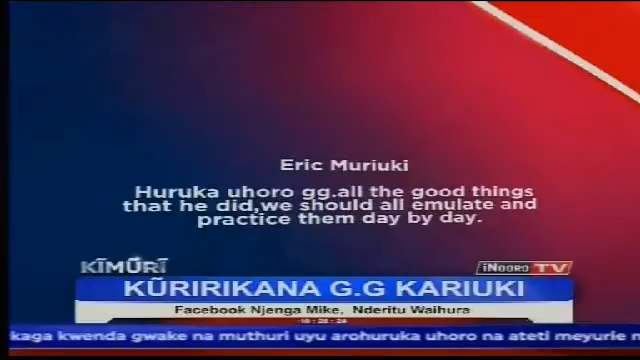 Eric Muriuki
Huruka uhoro gg.all the good things
that he did,we should all emulate and
practice them day by day.
KĨMŨRĨ
iNOORO TV
KŨRIRIKANA G.G KARIUKI
Facebook Njenga Mike, Nderitu Waihura
kaga kwenda gwake na muthuri uyu arohuruka uhoro na ateti meyurie n